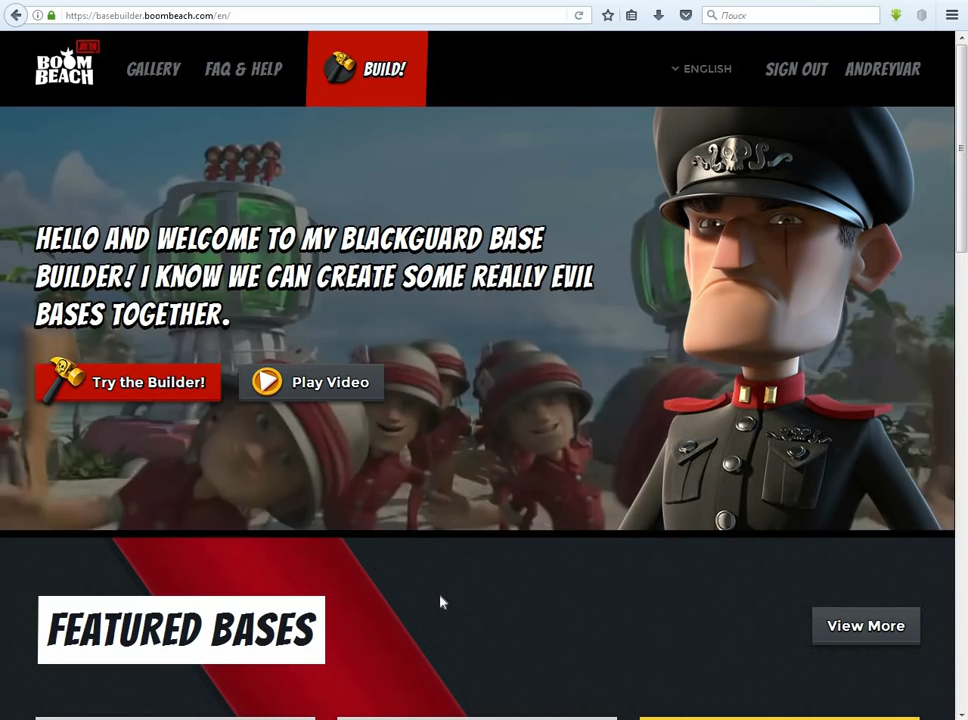 https://basebuilder.boombeach.com/en/
Поиск
BETA
BOOM
BEACH
GALLERY
FAQ & HELP
BUILD!
ENGLISH
SIGN OUT
ANDREYVAR
HELLO AND WELCOME TO MY BLACKGUARD BASE
BUILDER! I KNOW WE CAN CREATE SOME REALLY EVIL
BASES TOGETHER.
Try the Builder!
Play Video
FEATURED BASES
View More